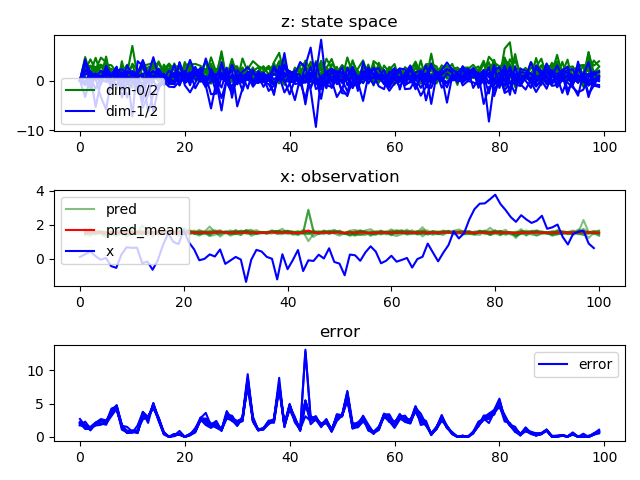 z: state space
0
−10
dim-0/2
dim-1/2
0 20 40 60 80 100
x: observation
4
2
0
pred
pred_mean
x
0 20 40 60 80 100
error
10
5
0
error
0 20 40 60 80 100